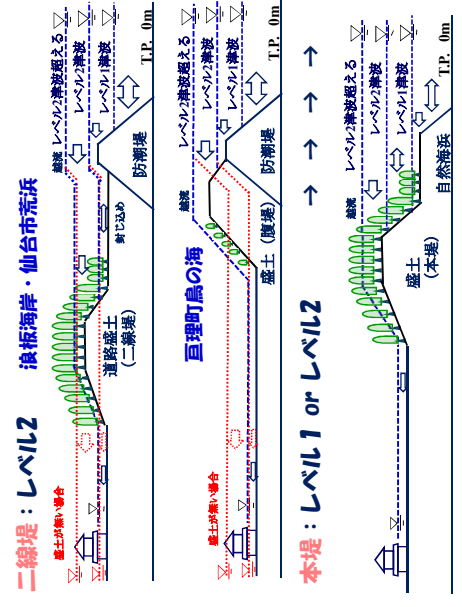 二線堤：レベル2
浪板海岸・仙台市荒浜
レベル2津波超える
レベル2津波
レベル1津波
T.P. 0m
越流
防潮堤
封じ込め
道路盛土
（二線堤）
盛土が無い場合
亘理町鳥の海
レベル2津波超える
レベル2津波
レベル1津波
T.P. 0m
越流
防潮堤
盛土（腹堤）
盛土が無い場合
本堤：レベル1 or レベル2
→ → → →
レベル2津波超える
レベル2津波
レベル1津波
T.P. 0m
越流
自然海浜
盛土
（本堤）